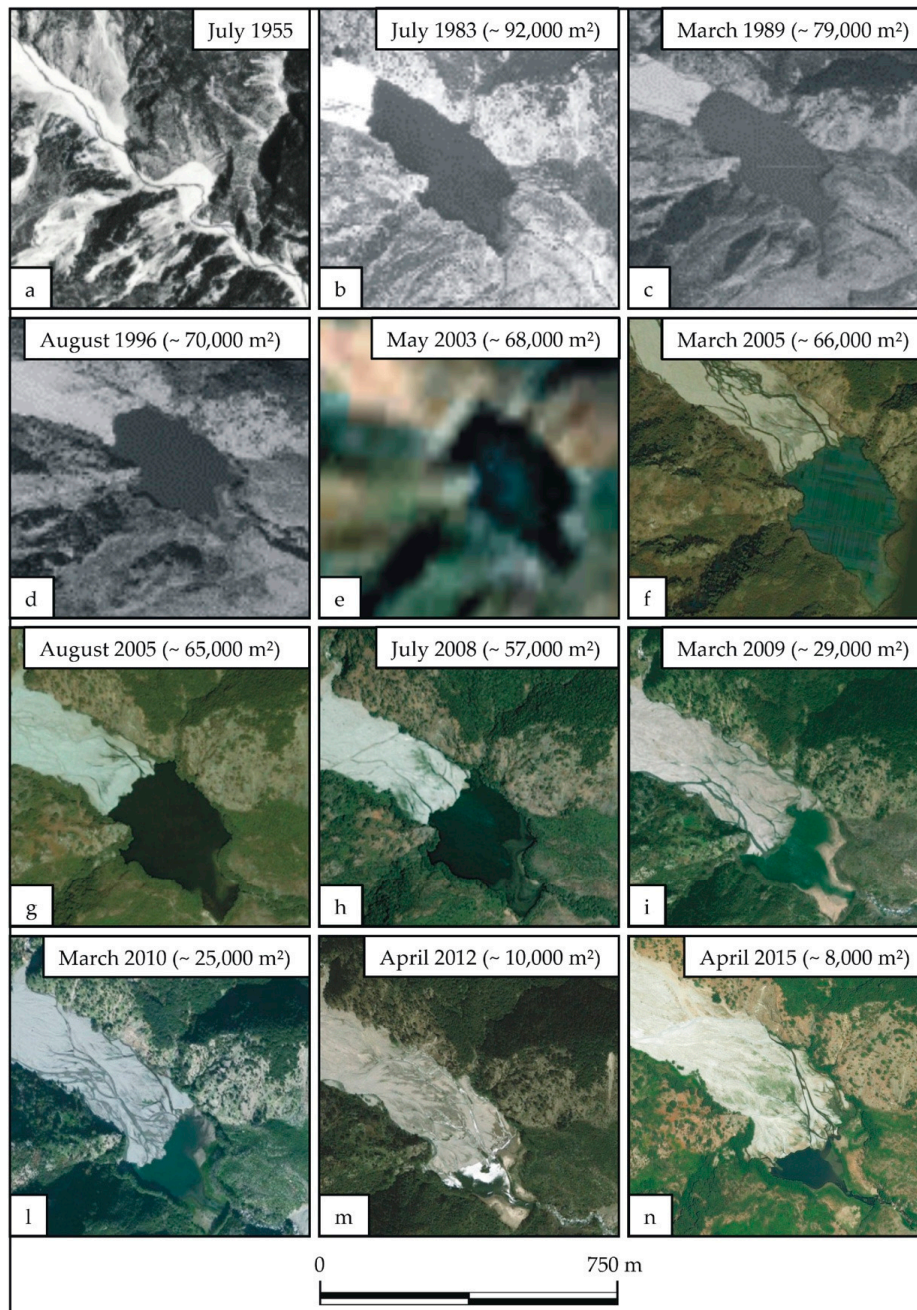 July 1955
a
July 1983 (~ 92,000 m²)
b
March 1989 (~ 79,000 m²)
c
August 1996 (~ 70,000 m²)
d
May 2003 (~ 68,000 m²)
e
March 2005 (~ 66,000 m²)
f
August 2005 (~ 65,000 m²)
g
July 2008 (~ 57,000 m²)
h
March 2009 (~ 29,000 m²)
i
March 2010 (~ 25,000 m²)
l
April 2012 (~ 10,000 m²)
m
April 2015 (~ 8,000 m²)
n
0 750 m